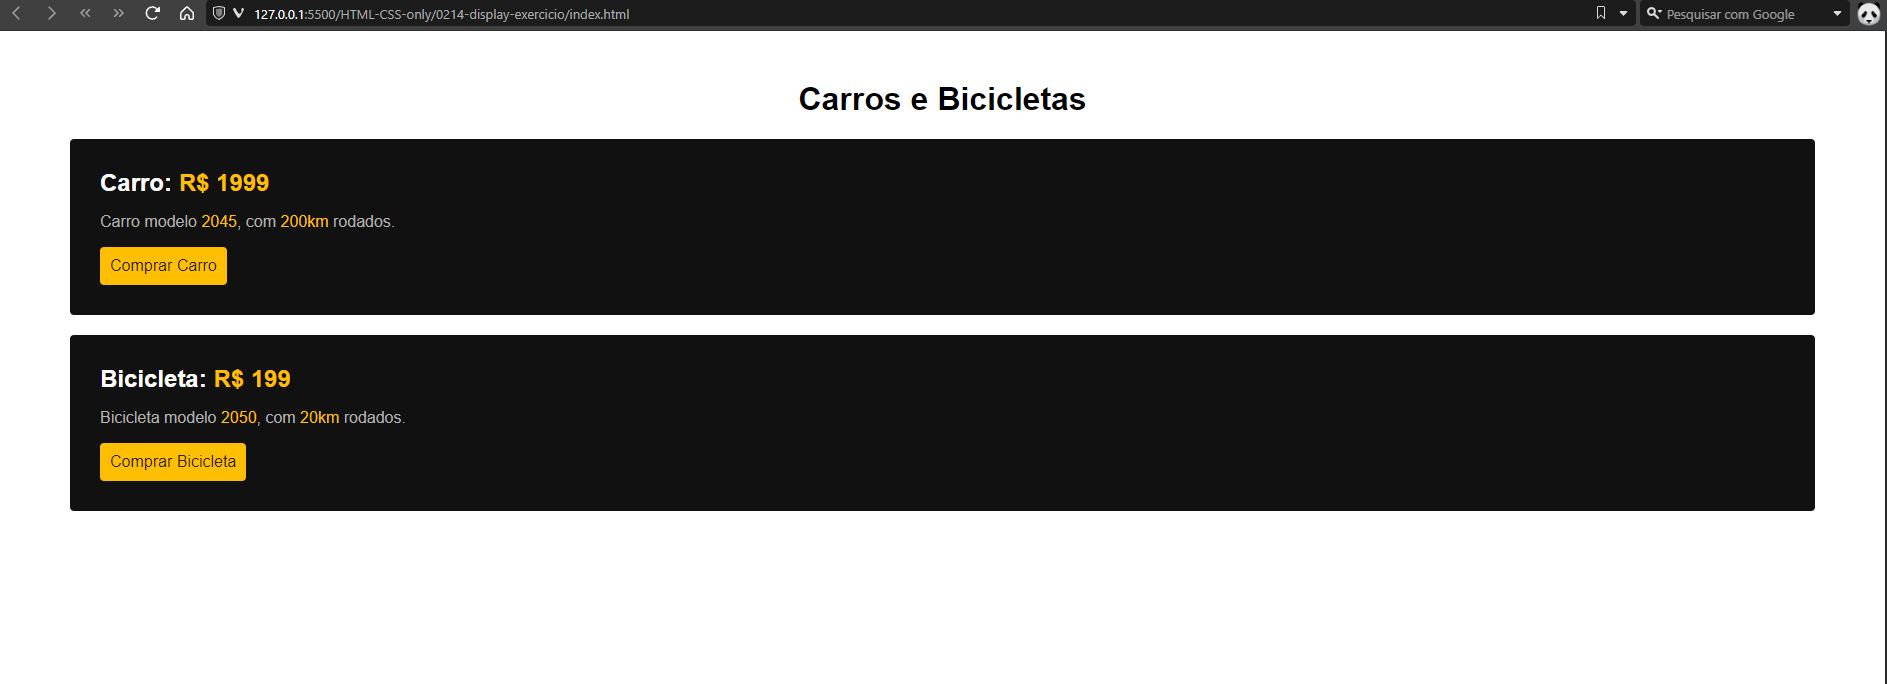 127.0.0.1:5500/HTML-CSS-only/0214-display-exercicio/index.html
Pesquisar com Google
Carros e Bicicletas
Carro: R$ 1999
Carro modelo 2045, com 200km rodados.
Comprar Carro
Bicicleta: R$ 199
Bicicleta modelo 2050, com 20km rodados.
Comprar Bicicleta